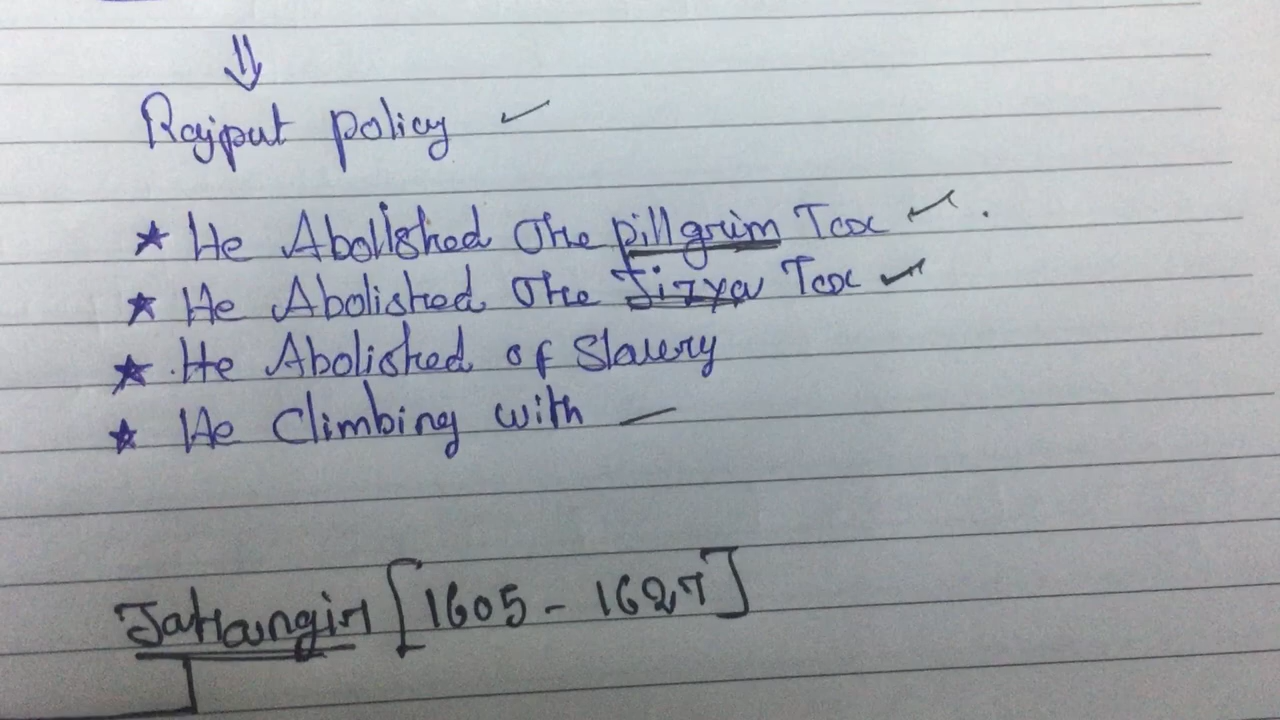 ⇓
Rajput policy ✓
★ He Abolished The pillgrim Tax ✓.
★ He Abolished The Jizya Tax ✓
★ He Abolished of Slavery
★ He Climbing with —
Jahangir [1605 - 1627]